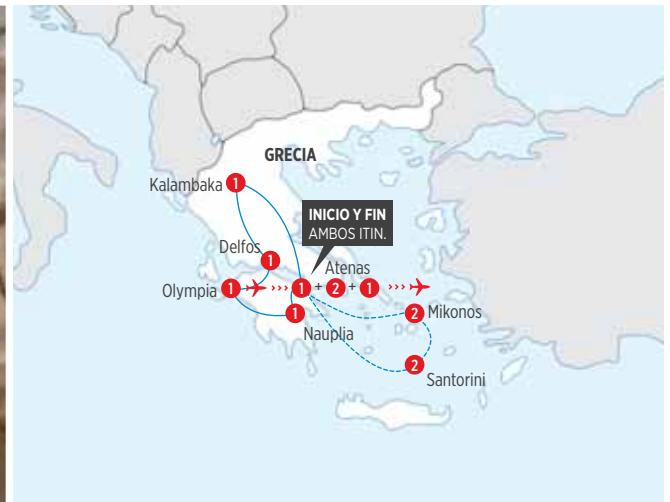 GRECIA
Kalambaka 1
INICIO Y FIN
AMBOS ITIN.
Delfos 1
Atenas
Olympia 1
1 + 2 + 1
2 Mikonos
1
Nauplia
2
Santorini